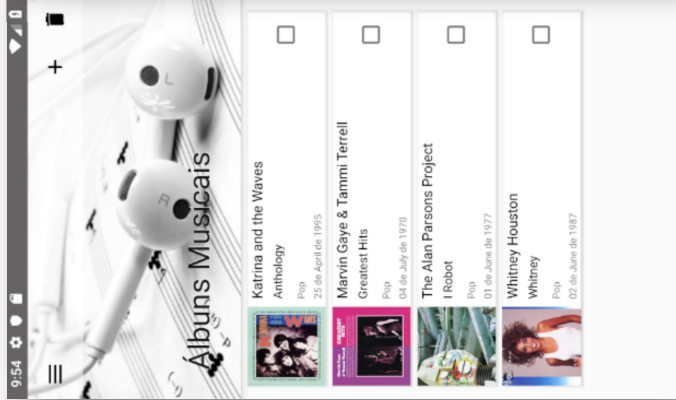 9:54
Álbuns Musicais
L
R
Katrina and the Waves
Anthology
Pop
25 de April de 1995
Marvin Gaye & Tammi Terrell
Greatest Hits
Pop
04 de July de 1970
The Alan Parsons Project
I Robot
Pop
01 de June de 1977
Whitney Houston
Whitney
Pop
02 de June de 1987
GREATEST
HITS